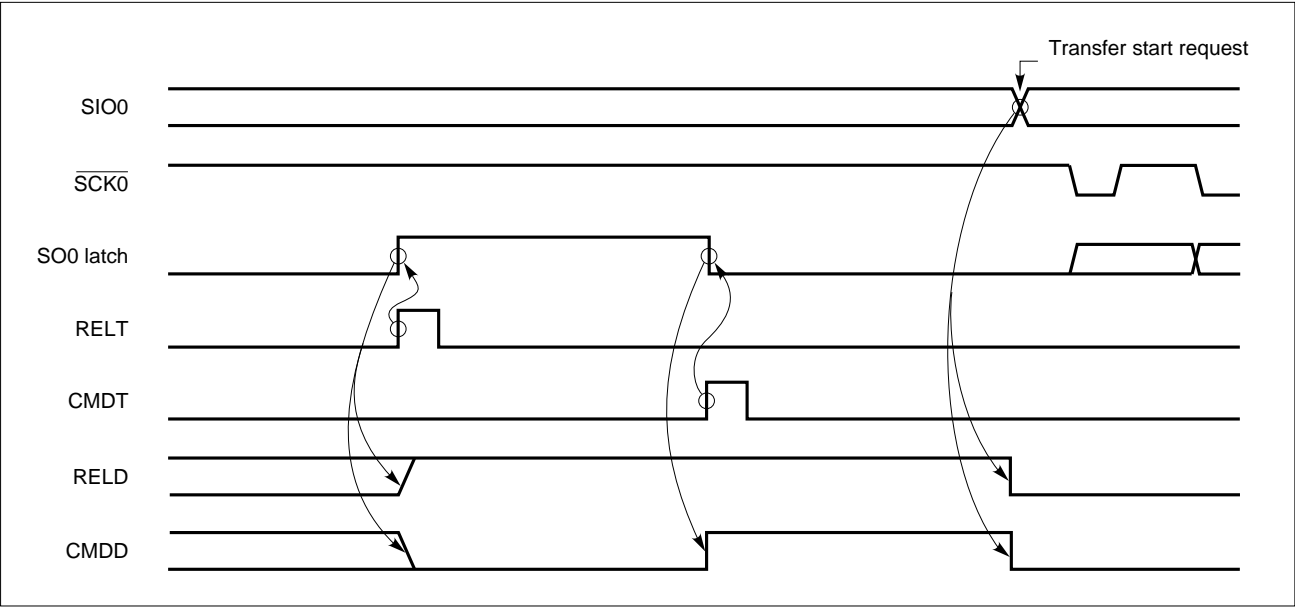 Transfer start request
SIO0
SCK0
SO0 latch
RELT
CMDT
RELD
CMDD